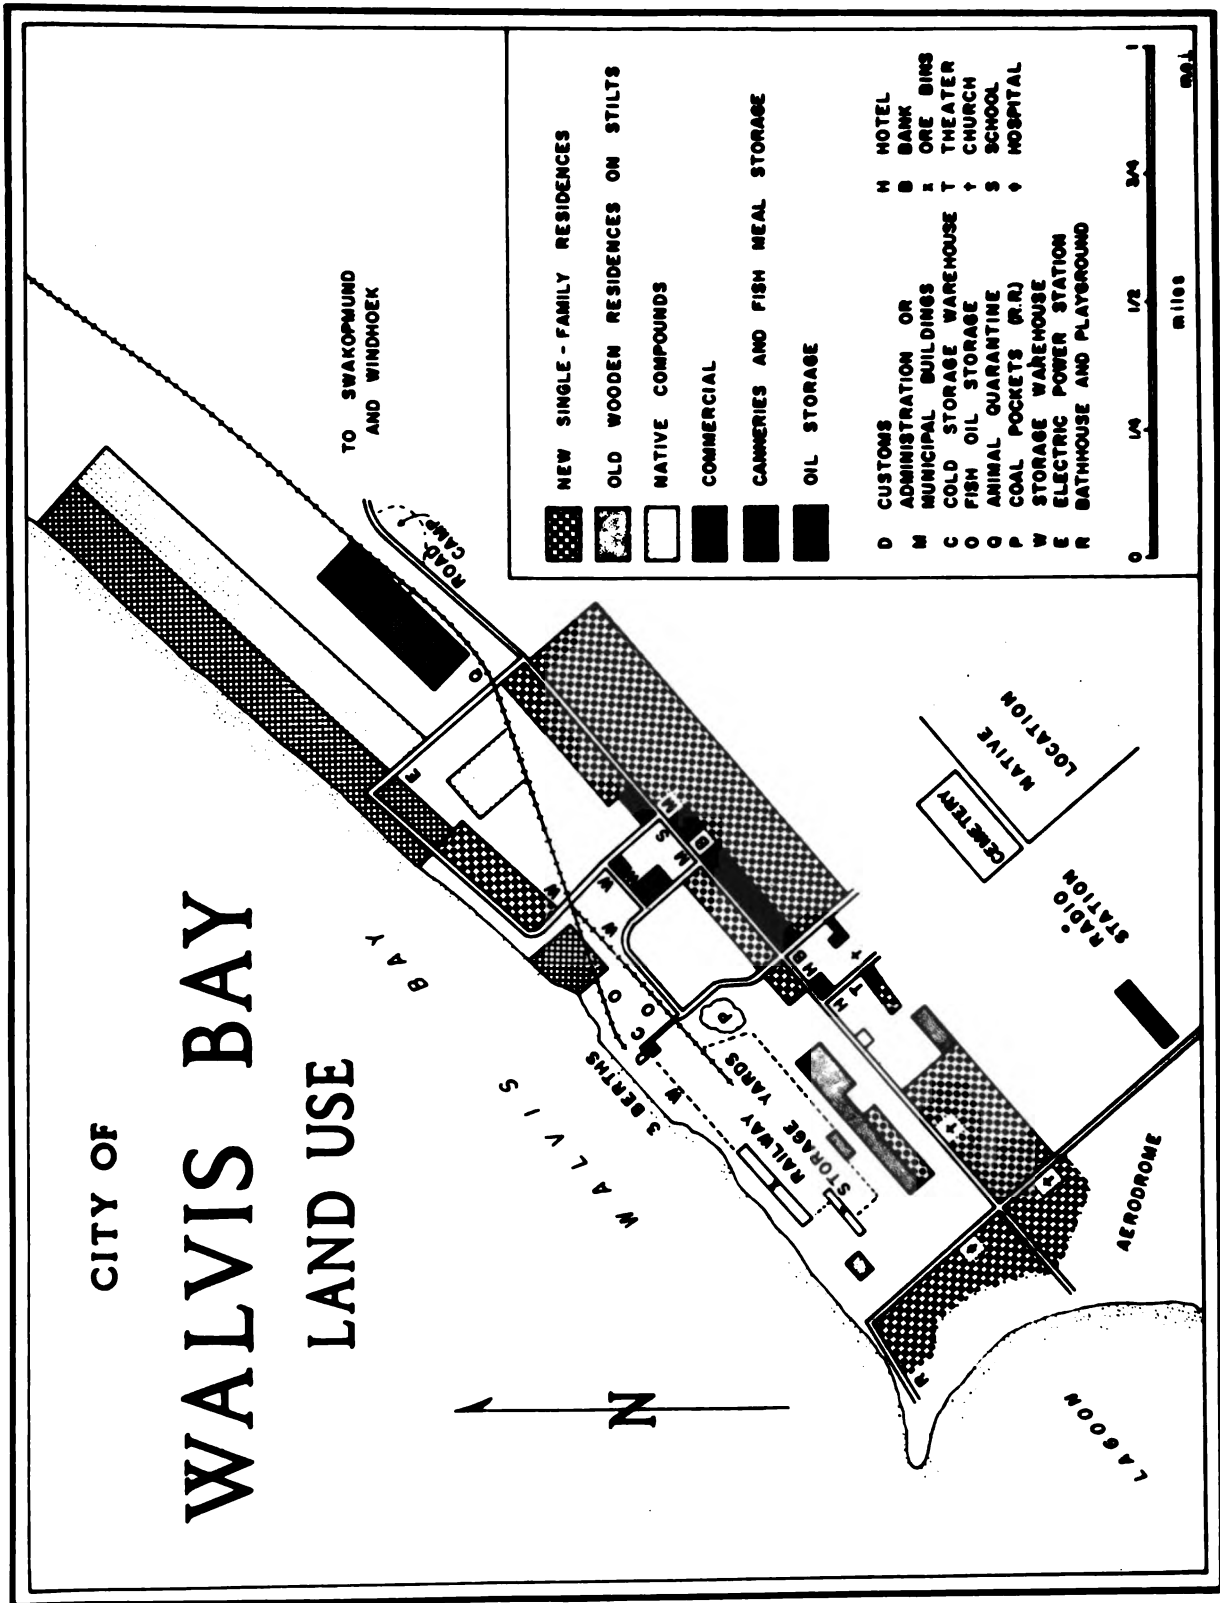 CITY OF
WALVIS BAY
LAND USE
N
WALVIS BAY
LAGOON
AERODROME
3 BERTHS
RAILWAY
STORAGE YARDS
RADIO
STATION
CEMETERY
NATIVE
LOCATION
ROAD
CAMP
TO SWAKOPMUND
AND WINDHOEK
R
W
D
C
O
O
W
W
W
P
E
Q
M
S
M
B
H
B
H
T
NEW SINGLE-FAMILY RESIDENCES
OLD WOODEN RESIDENCES ON STILTS
NATIVE COMPOUNDS
COMMERCIAL
CANNERIES AND FISH MEAL STORAGE
OIL STORAGE
D CUSTOMS
ADMINISTRATION OR
M MUNICIPAL BUILDINGS
C COLD STORAGE WAREHOUSE
O FISH OIL STORAGE
Q ANIMAL QUARANTINE
P COAL POCKETS (R.R.)
W STORAGE WAREHOUSE
E ELECTRIC POWER STATION
R BATHHOUSE AND PLAYGROUND
H HOTEL
B BANK
x ORE BINS
T THEATER
† CHURCH
S SCHOOL
HOSPITAL
0 1/4 1/2 3/4 1
miles